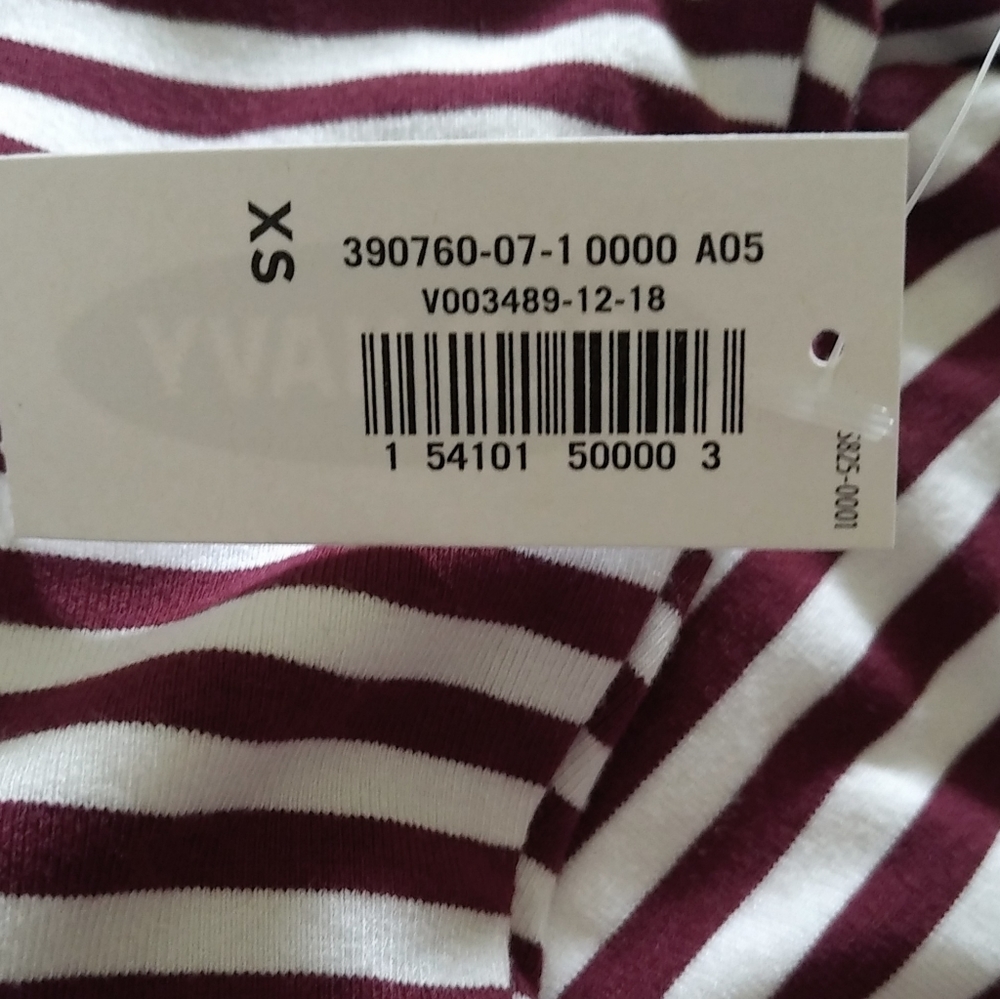 XS
390760-07-1 0000 A05
V003489-12-18
1 54101 50000 3
3825-0001